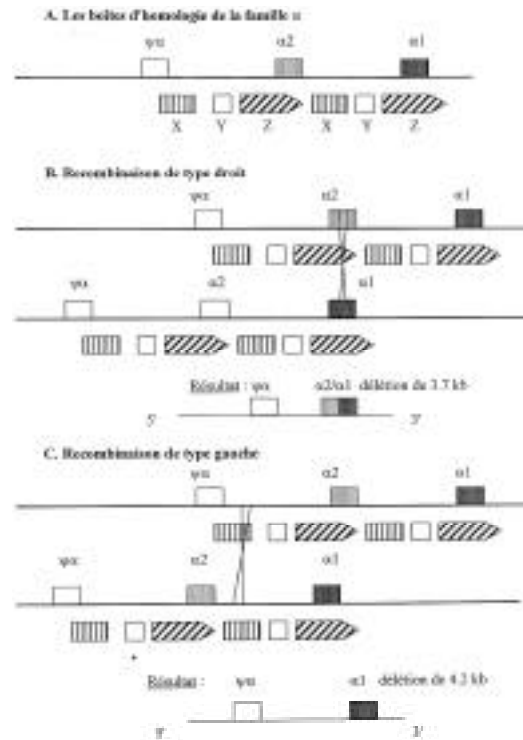 A. Les boîtes d'homologie de la famille α
ψα α2 α1
X Y Z X Y Z
B. Recombinaison de type droit
ψα α2 α1
ψα α2 α1
Résultat : ψα α2/α1 délétion de 3.7 kb
5' 3'
C. Recombinaison de type gauche
ψα α2 α1
ψα α2 α1
Résultat : ψα α1 délétion de 4.2 kb
5' 3'